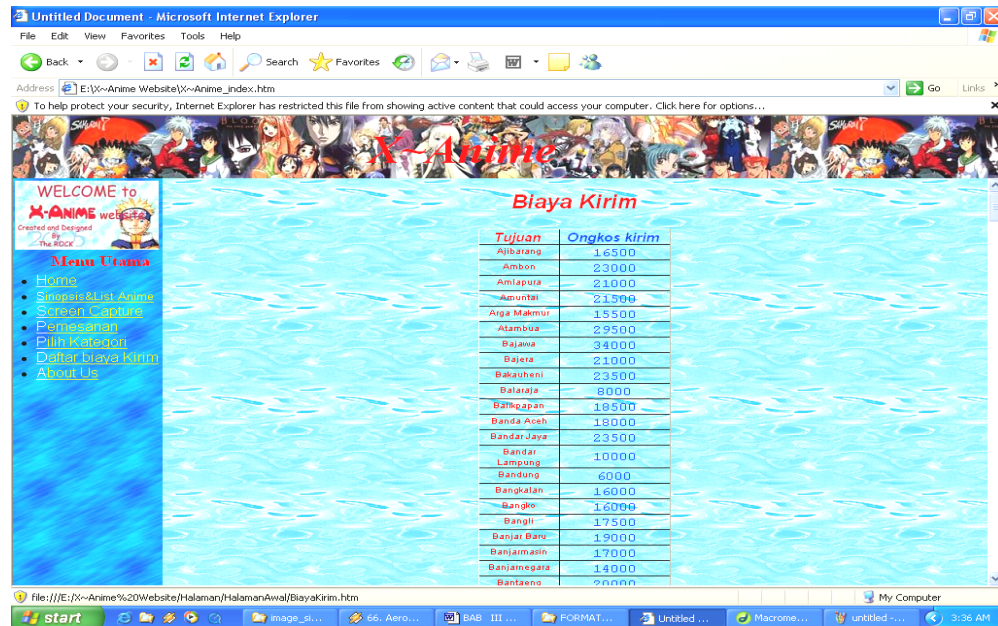 Untitled Document - Microsoft Internet Explorer
File Edit View Favorites Tools Help
Back Search Favorites
Address E:\X~Anime Website\X~Anime_index.htm Go Links
To help protect your security, Internet Explorer has restricted this file from showing active content that could access your computer. Click here for options...
X~Anime
WELCOME to
X-ANIME website
Created and Designed
By
The RDCK
Menu Utama
Home
Sinopsis&List Anime
Screen Capture
Pemesanan
Pilih Kategori
Daftar biaya Kirim
About Us
Biaya Kirim
Tujuan Ongkos kirim
Ajibarang 16500
Ambon 23000
Amlapura 21000
Amuntai 21500
Arga Makmur 15500
Atambua 29500
Bajawa 34000
Bajera 21000
Bakauheni 23500
Balaraja 8000
Balikpapan 18500
Banda Aceh 18000
Bandar Jaya 23500
Bandar Lampung 10000
Bandung 6000
Bangkalan 16000
Bangko 16000
Bangli 17500
Banjar Baru 19000
Banjarmasin 17000
Banjarnegara 14000
Bantaeng 20000
file:///E:/X~Anime%20Website/Halaman/HalamanAwal/BiayaKirim.htm My Computer
start image_si... 66. Aero... BAB III ... FORMAT... Untitled ... Macrome... untitled -... 3:36 AM